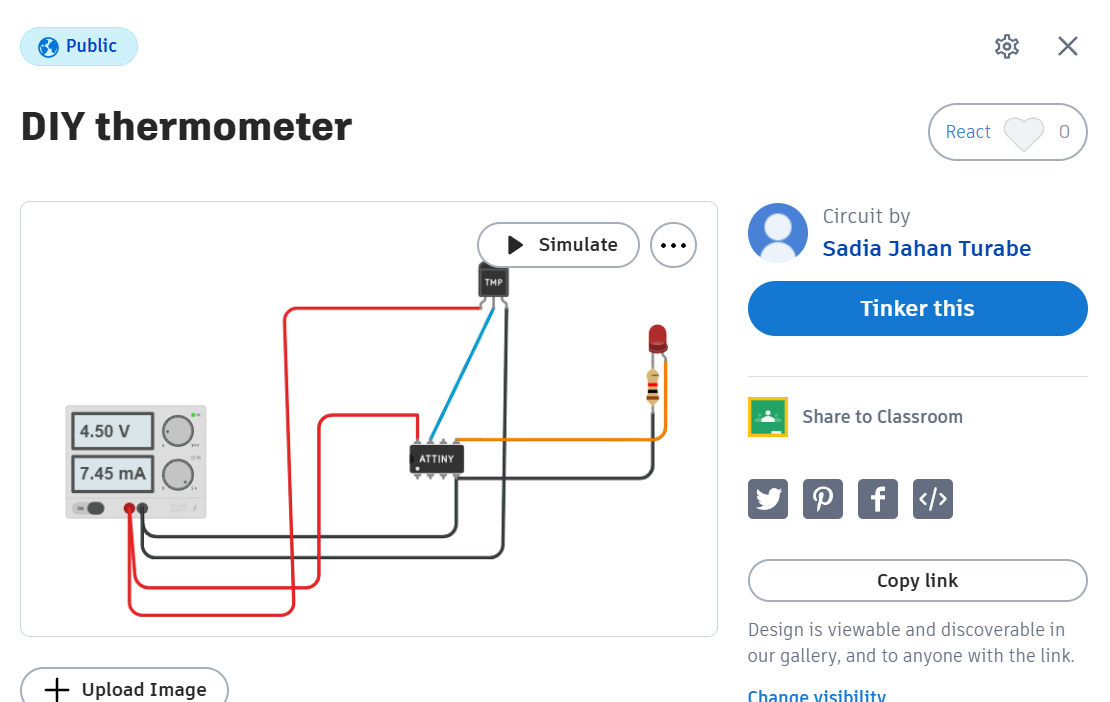 Public
DIY thermometer
React 0
Simulate
TMP
4.50 V
7.45 mA
ATTINY
Circuit by
Sadia Jahan Turabe
Tinker this
Share to Classroom
Copy link
Design is viewable and discoverable in
our gallery, and to anyone with the link.
Change visibility
Upload Image